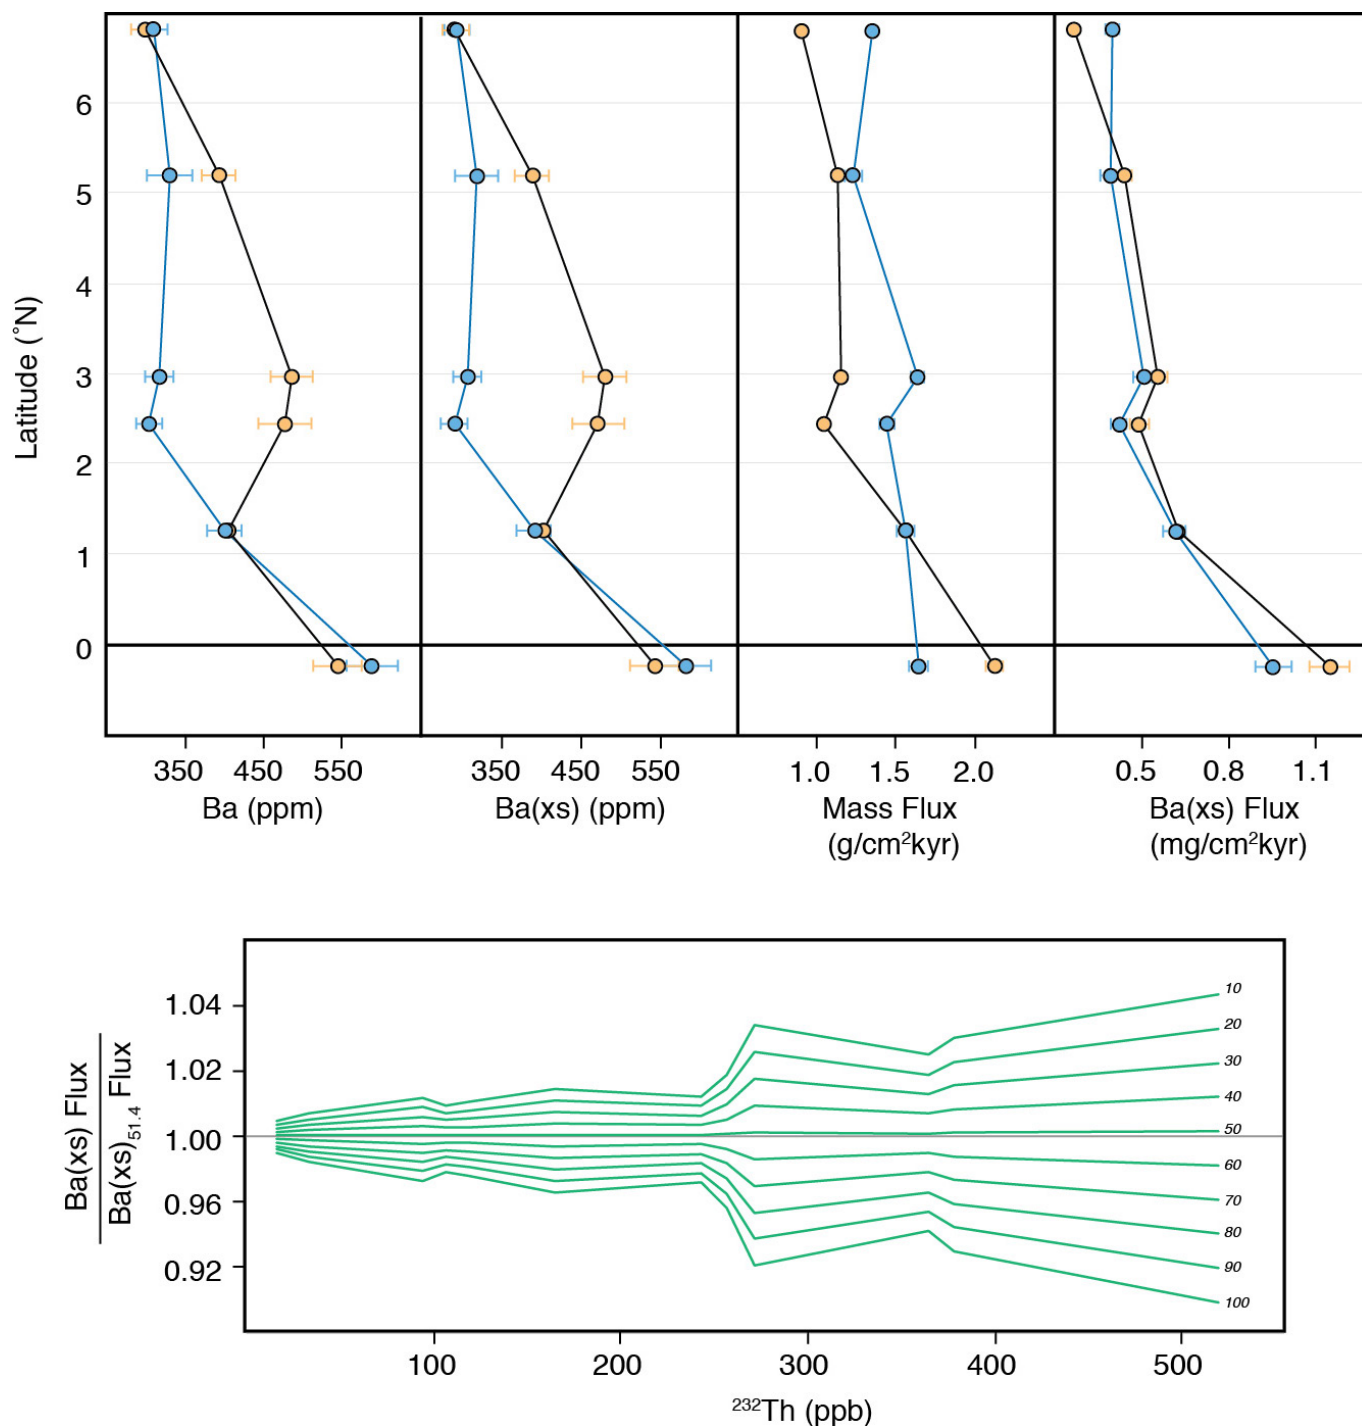 6
5
4
3
2
1
0
Latitude (˚N)
350 450 550 350 450 550 1.0 1.5 2.0 0.5 0.8 1.1
Ba (ppm) Ba(xs) (ppm) Mass Flux Ba(xs) Flux
(g/cm²kyr) (mg/cm²kyr)
1.04
1.02
1.00
0.96
0.92
Ba(xs) Flux
Ba(xs)51.4 Flux
10
20
30
40
50
60
70
80
90
100
100 200 300 400 500
²³²Th (ppb)